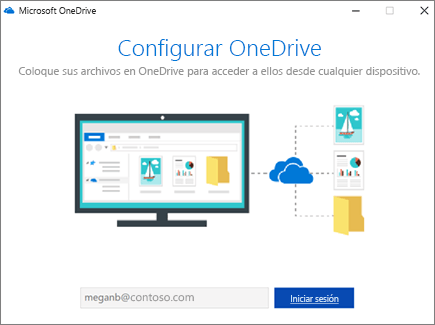 Microsoft OneDrive
Configurar OneDrive
Coloque sus archivos en OneDrive para acceder a ellos desde cualquier dispositivo.
meganb@contoso.com
Iniciar sesión